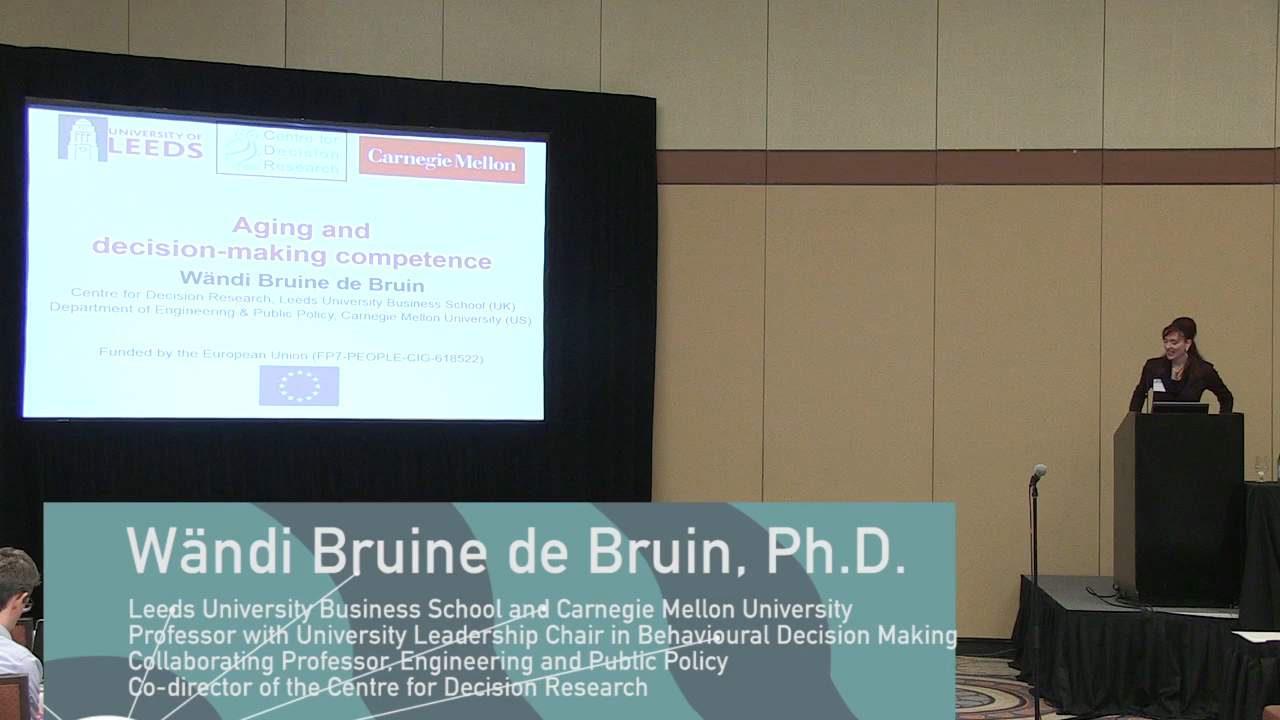 UNIVERSITY OF
LEEDS
Centre for
Decision
Research
Carnegie Mellon
Aging and
decision-making competence
Wändi Bruine de Bruin
Centre for Decision Research, Leeds University Business School (UK)
Department of Engineering & Public Policy, Carnegie Mellon University (US)
Funded by the European Union (FP7-PEOPLE-CIG-618522)
Wändi Bruine de Bruin, Ph.D.
Leeds University Business School and Carnegie Mellon University
Professor with University Leadership Chair in Behavioural Decision Making
Collaborating Professor, Engineering and Public Policy
Co-director of the Centre for Decision Research